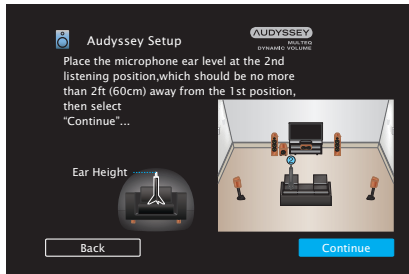 Audyssey Setup
AUDYSSEY
MULTEQ
DYNAMIC VOLUME
Place the microphone ear level at the 2nd
listening position,which should be no more
than 2ft (60cm) away from the 1st position,
then select
“Continue”...
Ear Height
2
Back
Continue